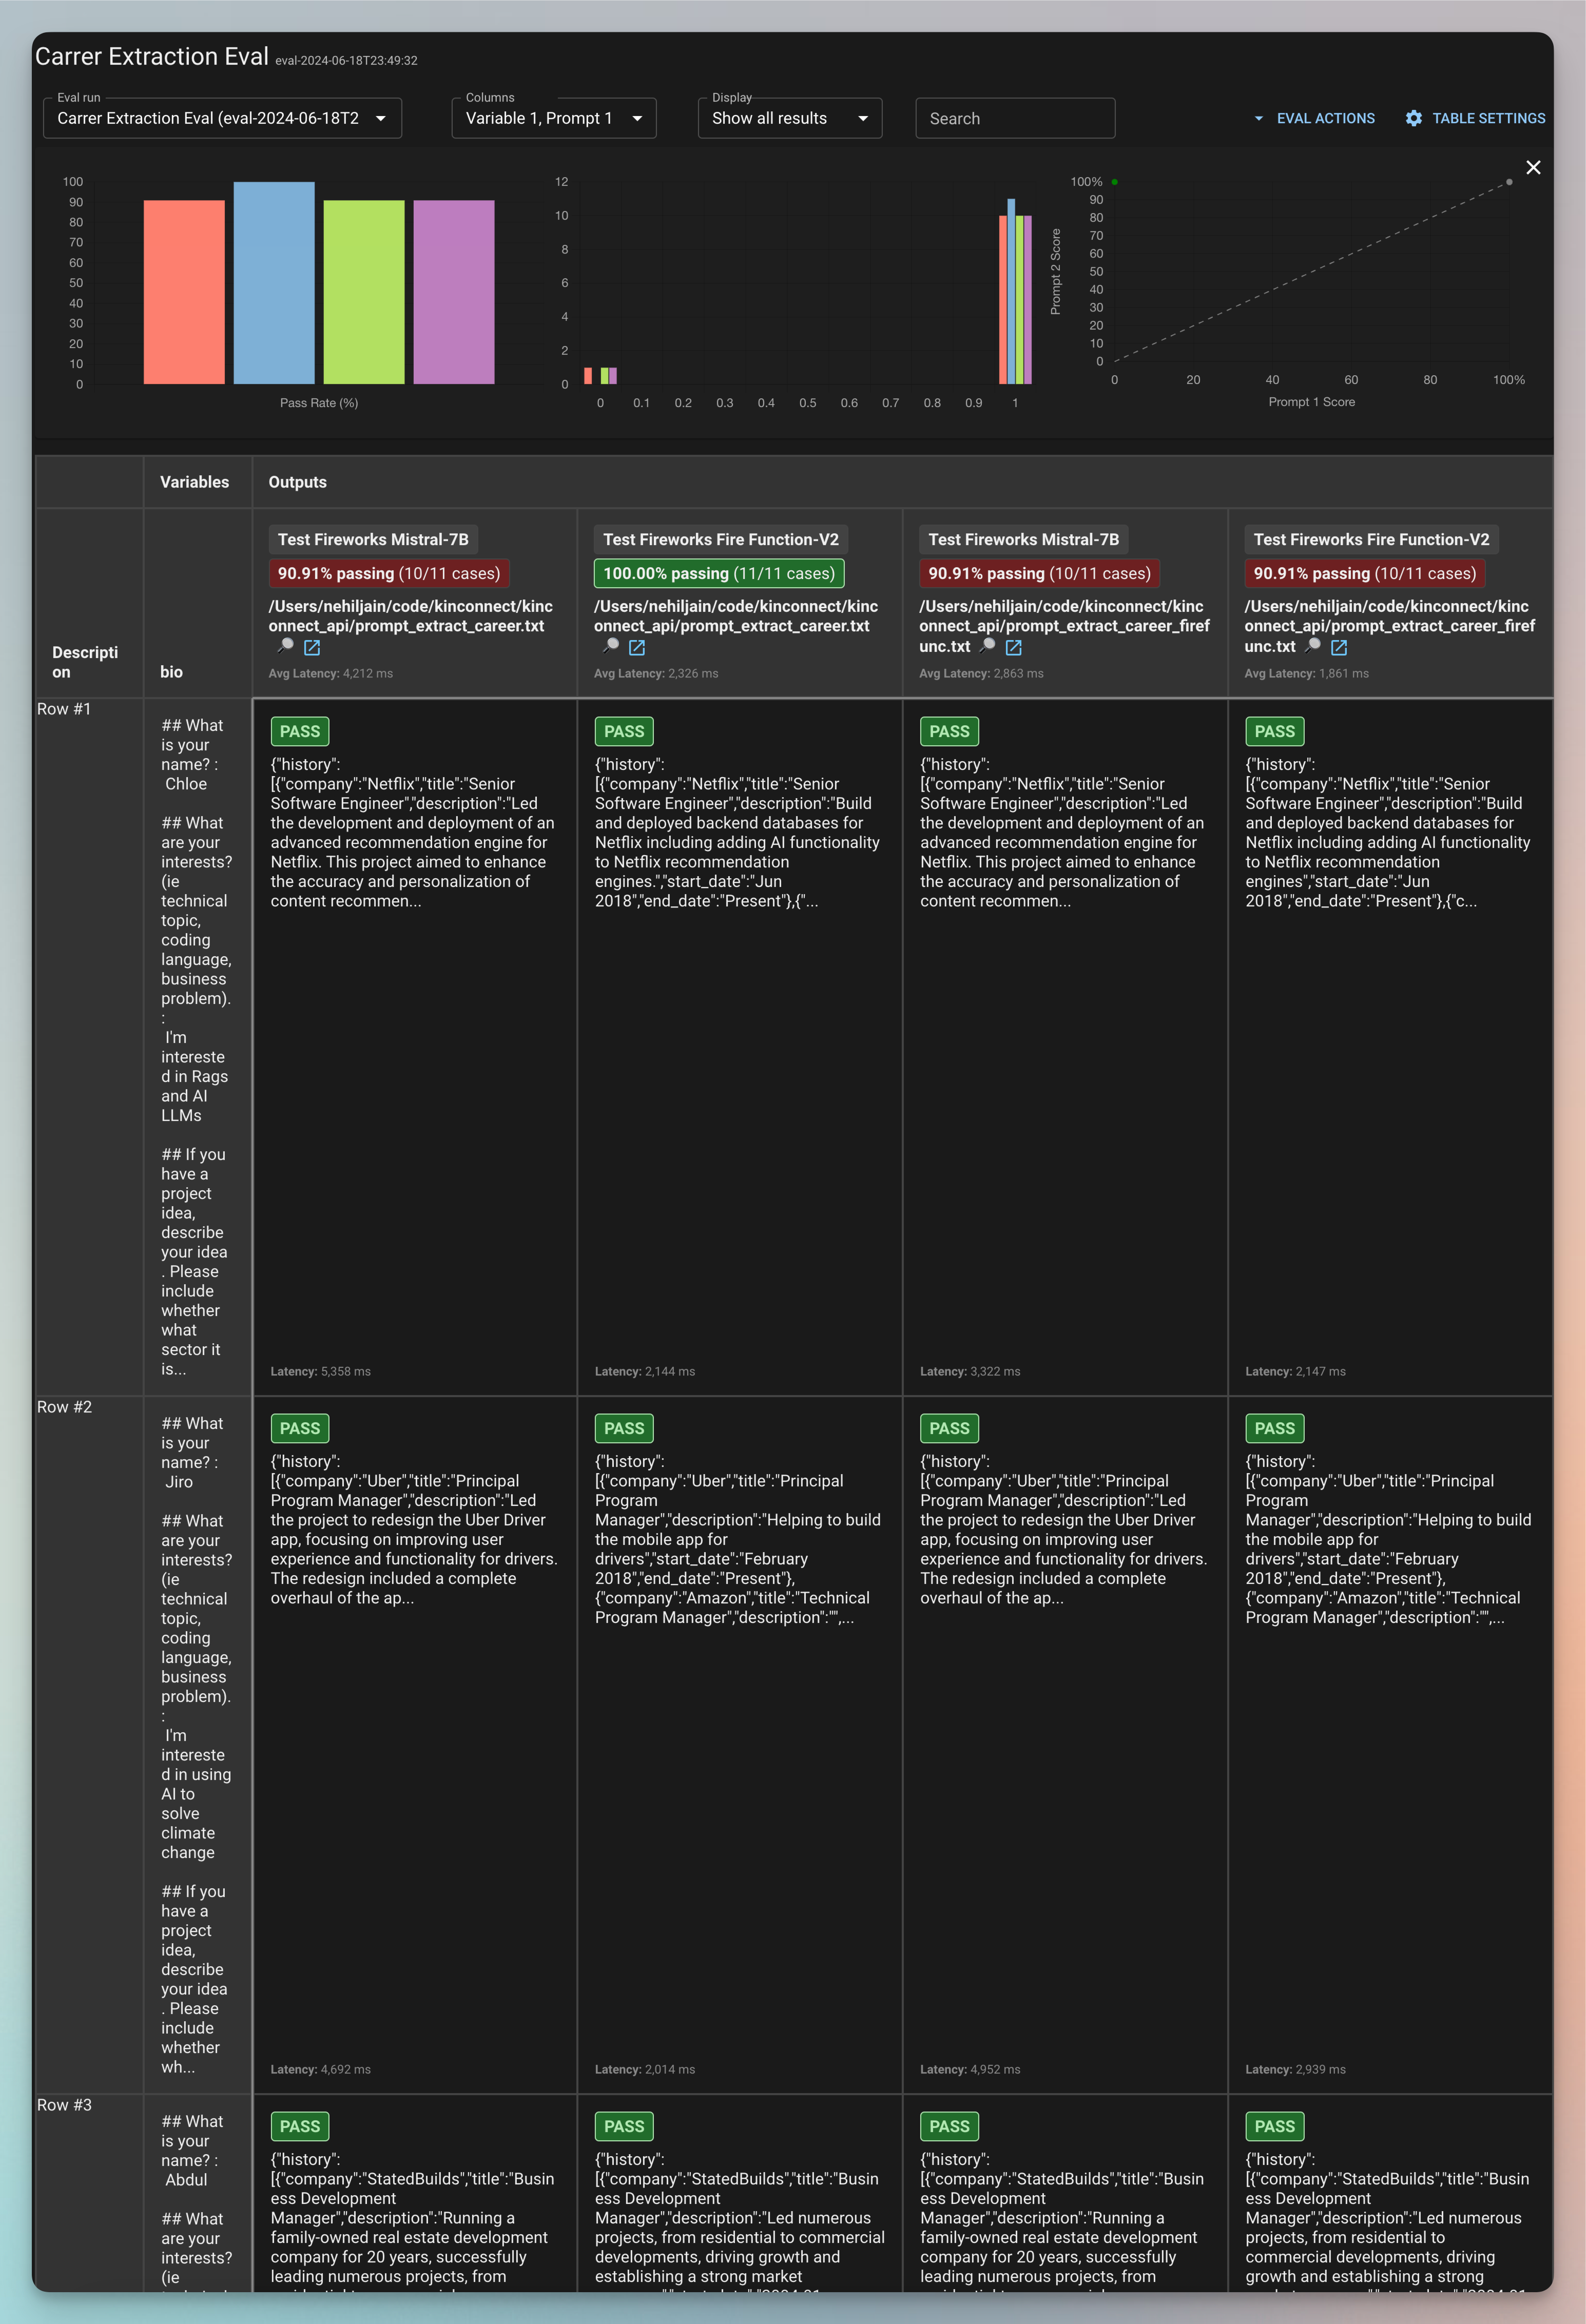 Carrer Extraction Eval eval-2024-06-18T23:49:32
Eval run
Carrer Extraction Eval (eval-2024-06-18T2
Columns
Variable 1, Prompt 1
Display
Show all results
Search
EVAL ACTIONS
TABLE SETTINGS
100
90
80
70
60
50
40
30
20
10
0
Pass Rate (%)
12
10
8
6
4
2
0
0 0.1 0.2 0.3 0.4 0.5 0.6 0.7 0.8 0.9 1
Prompt 2 Score
100%
90
80
70
60
50
40
30
20
10
0
0 20 40 60 80 100%
Prompt 1 Score
Variables
Outputs
Descripti
on
bio
Test Fireworks Mistral-7B
90.91% passing (10/11 cases)
/Users/nehiljain/code/kinconnect/kinc
onnect_api/prompt_extract_career.txt
Avg Latency: 4,212 ms
Test Fireworks Fire Function-V2
100.00% passing (11/11 cases)
/Users/nehiljain/code/kinconnect/kinc
onnect_api/prompt_extract_career.txt
Avg Latency: 2,326 ms
Test Fireworks Mistral-7B
90.91% passing (10/11 cases)
/Users/nehiljain/code/kinconnect/kinc
onnect_api/prompt_extract_career_firef
unc.txt
Avg Latency: 2,863 ms
Test Fireworks Fire Function-V2
90.91% passing (10/11 cases)
/Users/nehiljain/code/kinconnect/kinc
onnect_api/prompt_extract_career_firef
unc.txt
Avg Latency: 1,861 ms
Row #1
## What
is your
name? :
Chloe
## What
are your
interests?
(ie
technical
topic,
coding
language,
business
problem).
:
I'm
intereste
d in Rags
and AI
LLMs
## If you
have a
project
idea,
describe
your idea
. Please
include
whether
what
sector it
is...
PASS
{"history":
[{"company":"Netflix","title":"Senior
Software Engineer","description":"Led
the development and deployment of an
advanced recommendation engine for
Netflix. This project aimed to enhance
the accuracy and personalization of
content recommen...
Latency: 5,358 ms
PASS
{"history":
[{"company":"Netflix","title":"Senior
Software Engineer","description":"Build
and deployed backend databases for
Netflix including adding AI functionality
to Netflix recommendation
engines.","start_date":"Jun
2018","end_date":"Present"},{"...
Latency: 2,144 ms
PASS
{"history":
[{"company":"Netflix","title":"Senior
Software Engineer","description":"Led
the development and deployment of an
advanced recommendation engine for
Netflix. This project aimed to enhance
the accuracy and personalization of
content recommen...
Latency: 3,322 ms
PASS
{"history":
[{"company":"Netflix","title":"Senior
Software Engineer","description":"Build
and deployed backend databases for
Netflix including adding AI functionality
to Netflix recommendation
engines","start_date":"Jun
2018","end_date":"Present"},{"c...
Latency: 2,147 ms
Row #2
## What
is your
name? :
Jiro
## What
are your
interests?
(ie
technical
topic,
coding
language,
business
problem).
:
I'm
intereste
d in using
AI to
solve
climate
change
## If you
have a
project
idea,
describe
your idea
. Please
include
whether
wh...
PASS
{"history":
[{"company":"Uber","title":"Principal
Program Manager","description":"Led
the project to redesign the Uber Driver
app, focusing on improving user
experience and functionality for drivers.
The redesign included a complete
overhaul of the ap...
Latency: 4,692 ms
PASS
{"history":
[{"company":"Uber","title":"Principal
Program
Manager","description":"Helping to build
the mobile app for
drivers","start_date":"February
2018","end_date":"Present"},
{"company":"Amazon","title":"Technical
Program Manager","description":"",...
Latency: 2,014 ms
PASS
{"history":
[{"company":"Uber","title":"Principal
Program Manager","description":"Led
the project to redesign the Uber Driver
app, focusing on improving user
experience and functionality for drivers.
The redesign included a complete
overhaul of the ap...
Latency: 4,952 ms
PASS
{"history":
[{"company":"Uber","title":"Principal
Program
Manager","description":"Helping to build
the mobile app for
drivers","start_date":"February
2018","end_date":"Present"},
{"company":"Amazon","title":"Technical
Program Manager","description":"",...
Latency: 2,939 ms
Row #3
## What
is your
name? :
Abdul
## What
are your
interests?
(ie
PASS
{"history":
[{"company":"StatedBuilds","title":"Busin
ess Development
Manager","description":"Running a
family-owned real estate development
company for 20 years, successfully
leading numerous projects, from
PASS
{"history":
[{"company":"StatedBuilds","title":"Busin
ess Development
Manager","description":"Led numerous
projects, from residential to commercial
developments, driving growth and
establishing a strong market
PASS
{"history":
[{"company":"StatedBuilds","title":"Busin
ess Development
Manager","description":"Running a
family-owned real estate development
company for 20 years, successfully
leading numerous projects, from
PASS
{"history":
[{"company":"StatedBuilds","title":"Busin
ess Development
Manager","description":"Led numerous
projects, from residential to
commercial developments, driving
growth and establishing a strong